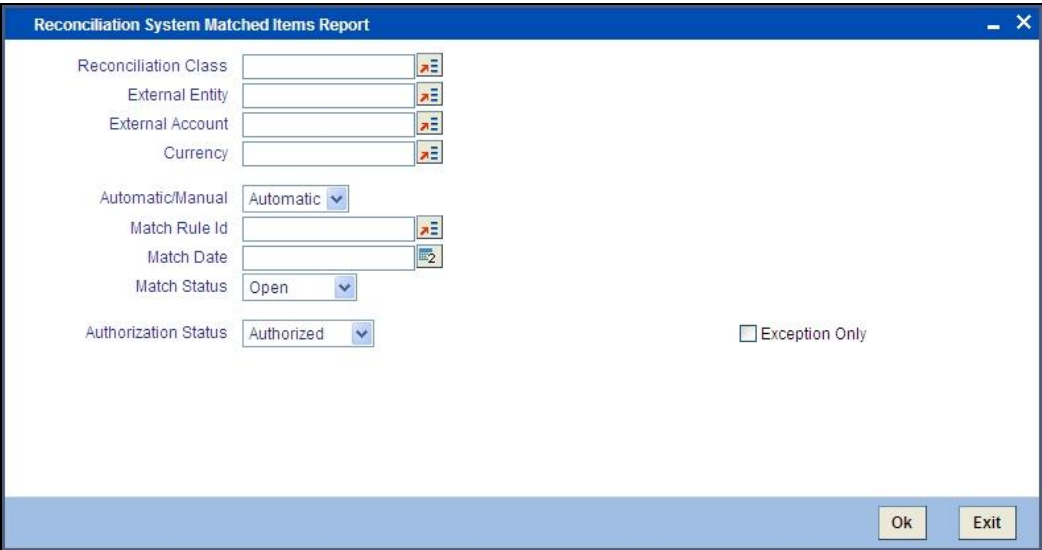 Reconciliation System Matched Items Report
Reconciliation Class
External Entity
External Account
Currency
Automatic/Manual Automatic
Match Rule Id
Match Date 2
Match Status Open
Authorization Status Authorized Exception Only
Ok Exit